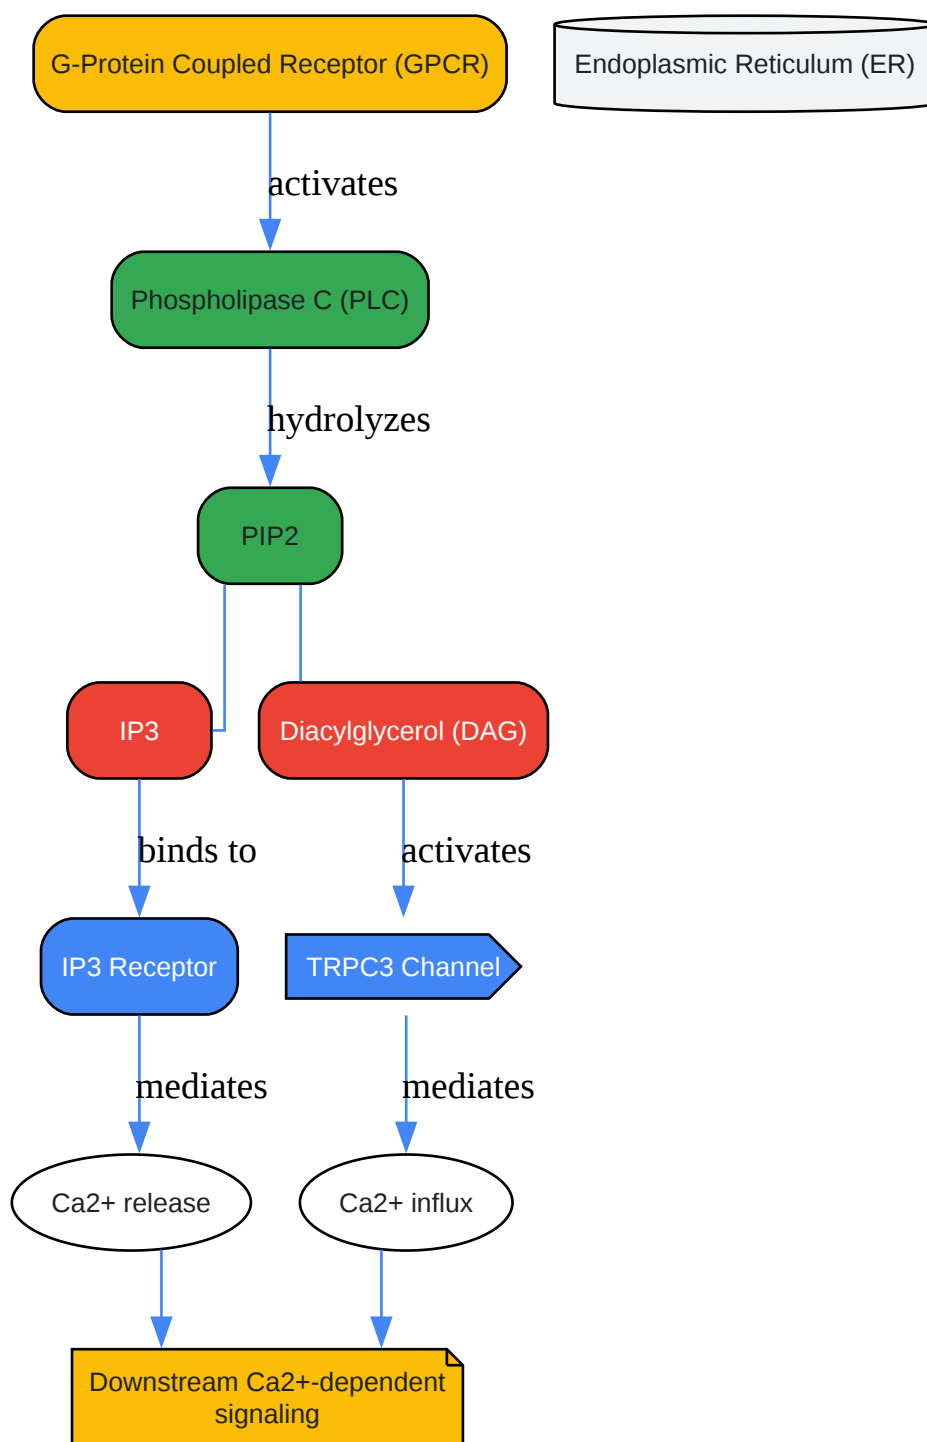 G-Protein Coupled Receptor (GPCR)
Endoplasmic Reticulum (ER)
activates
Phospholipase C (PLC)
hydrolyzes
PIP2
IP3
Diacylglycerol (DAG)
binds to
activates
IP3 Receptor
TRPC3 Channel
mediates
mediates
Ca2+ release
Ca2+ influx
Downstream Ca2+-dependent
signaling